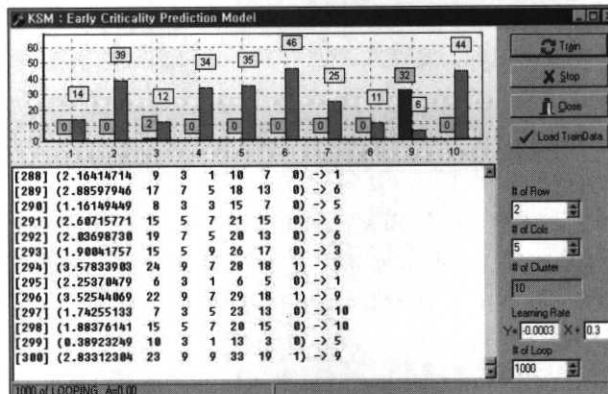 KSM : Early Criticality Prediction Model
60
50
40
30
20
10
0
14 39 12 34 35 46 25 11 32 6 44
0 0 2 0 0 0 0 0 0
1 2 3 4 5 6 7 8 9 10
[288] (2.16414714 9 3 1 10 7 0) -> 1
[289] (2.88597946 17 7 5 18 13 0) -> 6
[290] (1.16149449 8 3 3 15 7 0) -> 5
[291] (2.60715771 15 5 7 21 15 0) -> 6
[292] (2.03698730 19 7 5 20 13 0) -> 6
[293] (1.90041757 15 5 9 26 17 0) -> 3
[294] (3.57833903 24 9 7 28 18 1) -> 9
[295] (2.25370479 6 3 1 6 5 0) -> 1
[296] (3.52544069 22 9 7 29 18 1) -> 9
[297] (1.74255133 7 3 5 23 13 0) -> 10
[298] (1.88376141 15 5 7 20 15 0) -> 10
[299] (0.38923249 10 3 1 13 3 0) -> 5
[300] (2.83312304 23 9 9 33 19 1) -> 9
Train
Stop
Close
Load TrainData
# of Row
2
# of Cols
5
# of Cluster
10
Learning Rate
Y= -0.0003 X + 0.3
# of Loop
1000
1000 of LOOPING A=0.00